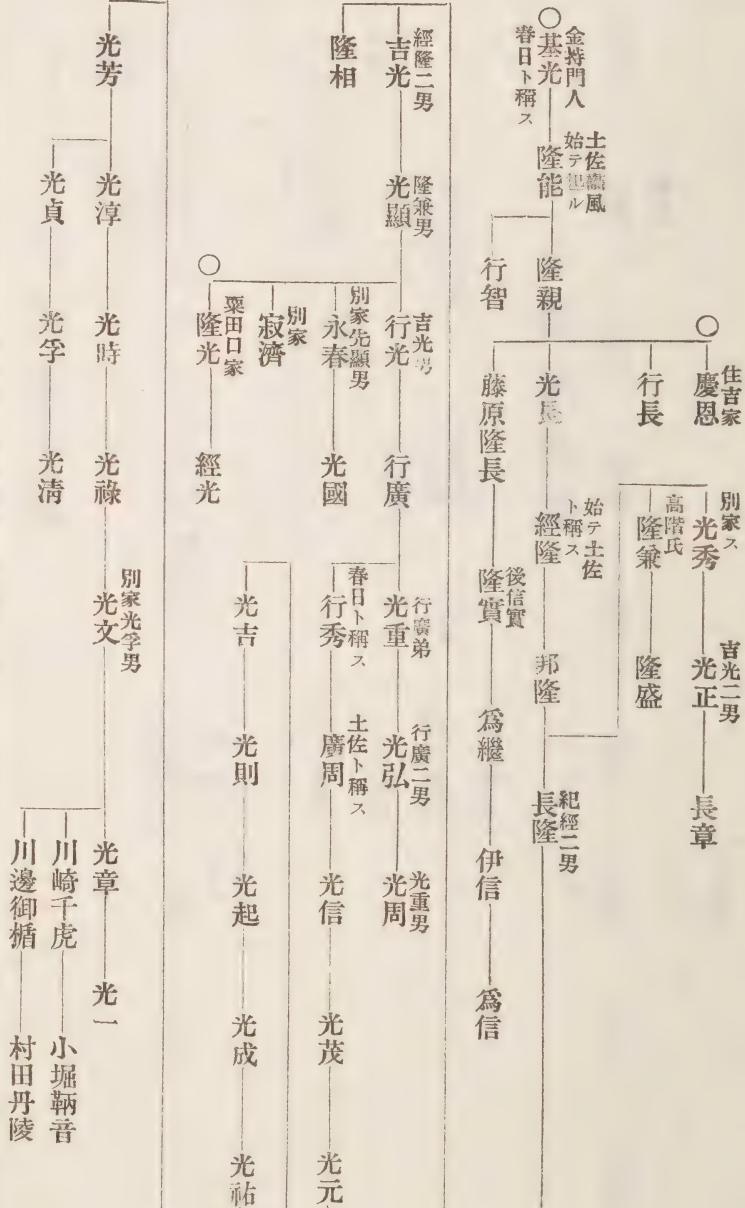 住吉家
慶恩
行長
別家ス
光秀
吉光二男
光正
長章
高階氏
隆兼
隆盛
金持門人
基光
春日ト稱ス
土佐風
始テル
隆能
隆親
行智
光長
始テ土佐
ト稱ス
經隆
邦隆
紀經二男
長隆
藤原隆長
後信實
隆實
爲繼
伊信
爲信
經隆二男
吉光
隆兼男
光顯
吉光男
行光
行廣
行廣弟
光重
行廣二男
光弘
光重男
光周
隆相
別家先顯男
永春
光國
春日ト稱ス
行秀
土佐ト稱ス
廣周
光信
光茂
光元
別家
寂濟
粟田口家
隆光
經光
光吉
光則
光起
光成
光祐
光芳
光淳
光時
光祿
別家光孚男
光文
光章
光一
光貞
光孚
光清
川崎千虎
小堀鞆音
川邊御楯
村田丹陵